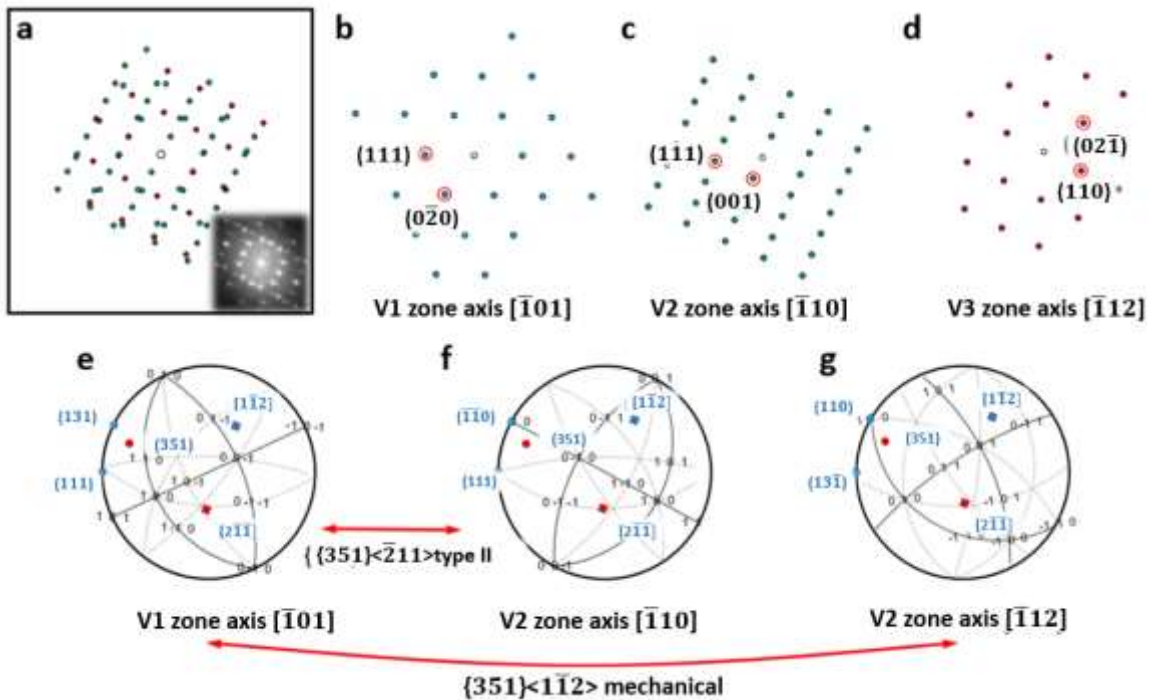 a
b
c
d
(111)
(0̅2̅0)
V1 zone axis [1̅01]
(11̅1)
(001)
V2 zone axis [1̅10]
(021̅)
(110)
V3 zone axis [1̅12]
e
f
g
(131)
(351)
(111)
[11̅2]
[21̅1]
(1̅1̅0)
(351)
(111)
[11̅2]
[21̅1̅]
(110)
(351)
(131̅)
[11̅2]
[21̅1]
{ {351}<2̅11>type II
V1 zone axis [1̅01]
V2 zone axis [1̅10]
V2 zone axis [1̅12]
{351}<11̅2> mechanical